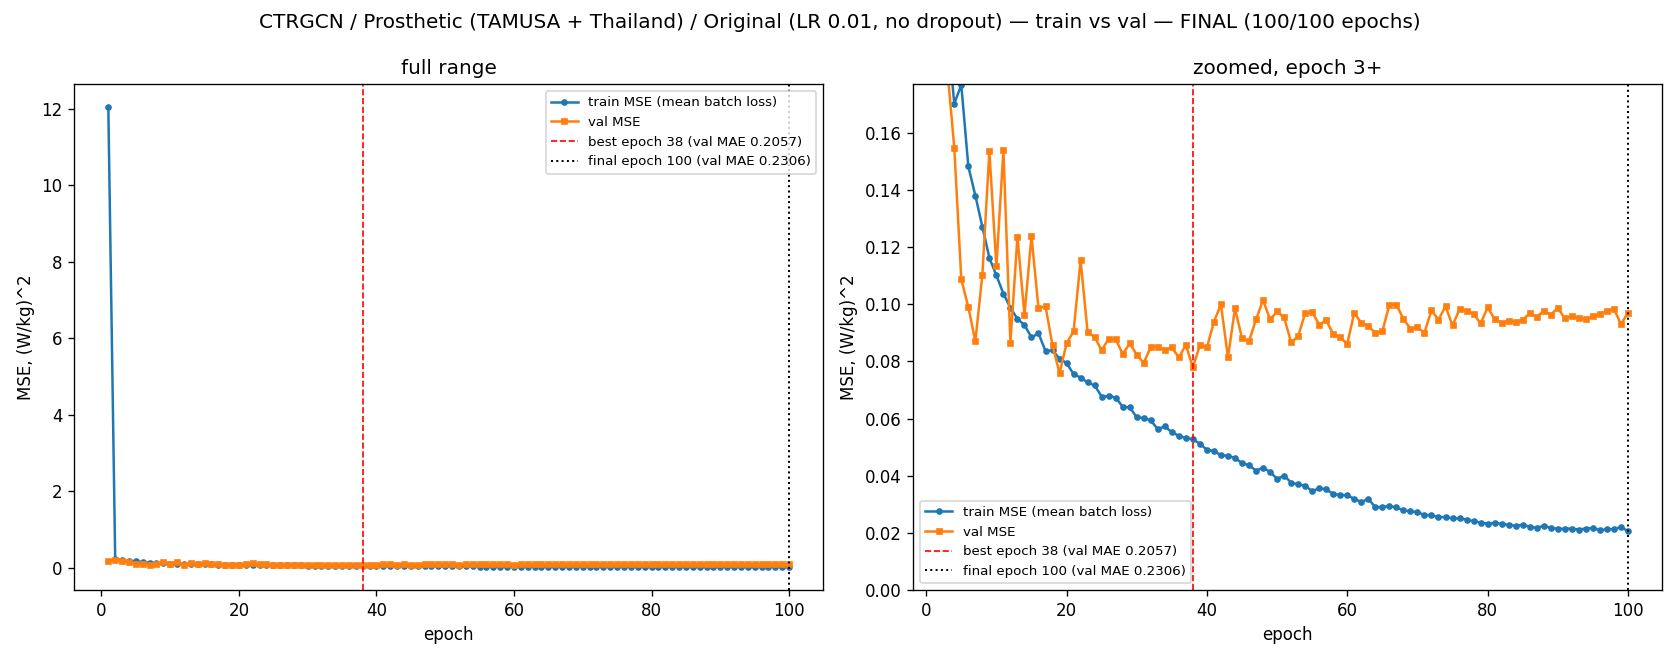 CTRGCN / Prosthetic (TAMUSA + Thailand) / Original (LR 0.01, no dropout) — train vs val — FINAL (100/100 epochs)
full range
MSE, (W/kg)^2
12
10
8
6
4
2
0
train MSE (mean batch loss)
val MSE
best epoch 38 (val MAE 0.2057)
final epoch 100 (val MAE 0.2306)
0 20 40 60 80 100
epoch
zoomed, epoch 3+
MSE, (W/kg)^2
0.16
0.14
0.12
0.10
0.08
0.06
0.04
0.02
0.00
train MSE (mean batch loss)
val MSE
best epoch 38 (val MAE 0.2057)
final epoch 100 (val MAE 0.2306)
0 20 40 60 80 100
epoch